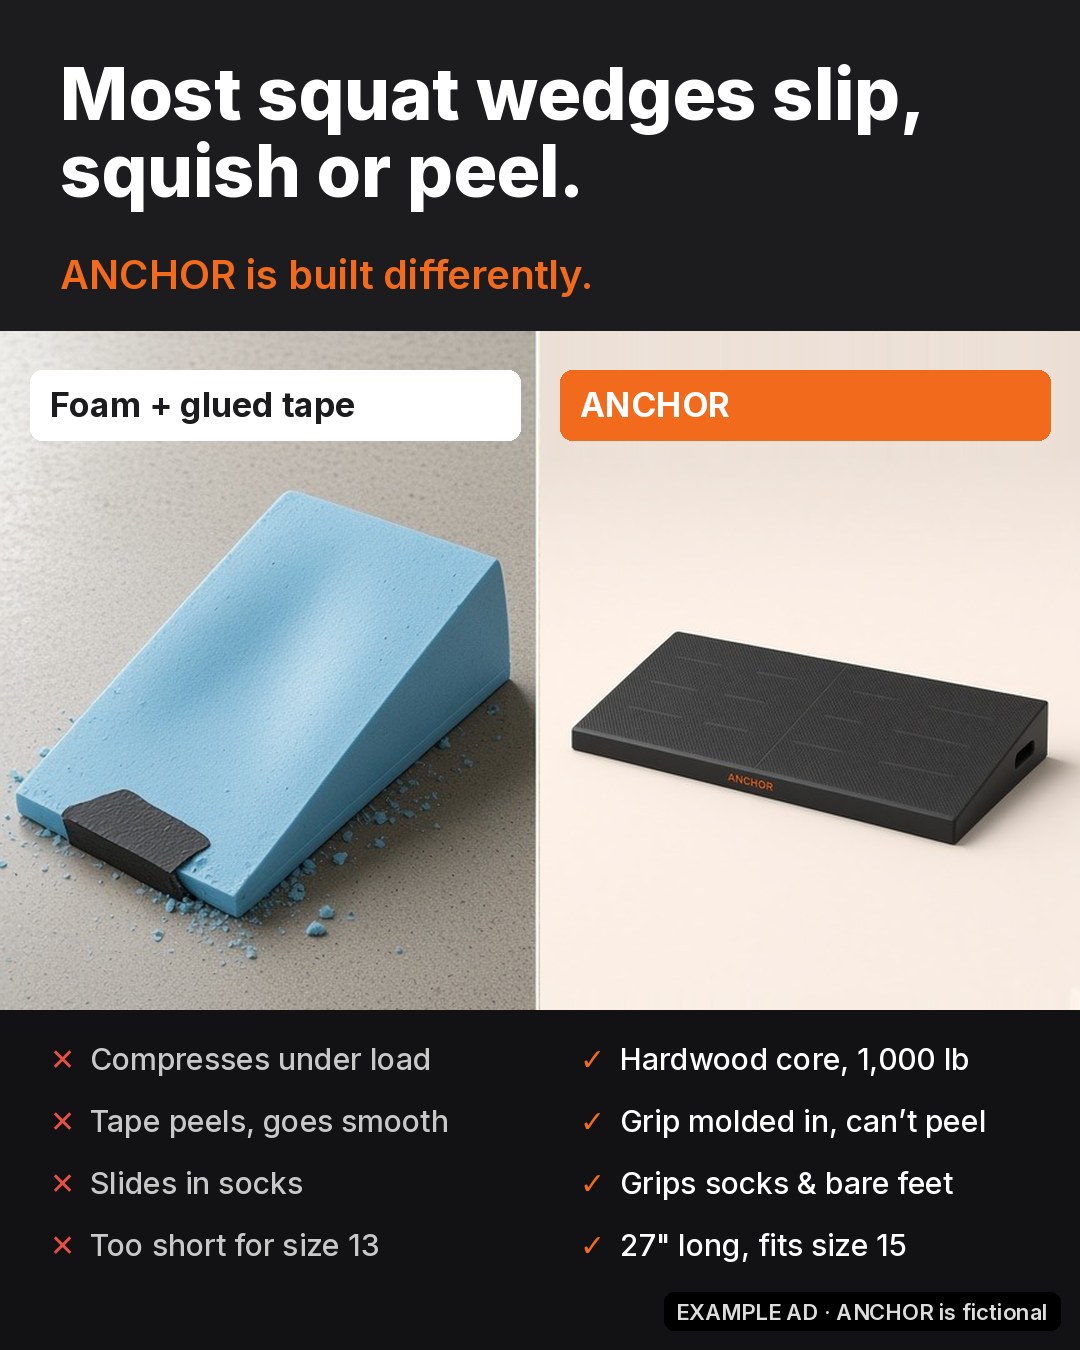 Most squat wedges slip,
squish or peel.
ANCHOR is built differently.
Foam + glued tape
ANCHOR
ANCHOR
✕ Compresses under load
✕ Tape peels, goes smooth
✕ Slides in socks
✕ Too short for size 13
✓ Hardwood core, 1,000 lb
✓ Grip molded in, can’t peel
✓ Grips socks & bare feet
✓ 27" long, fits size 15
EXAMPLE AD · ANCHOR is fictional